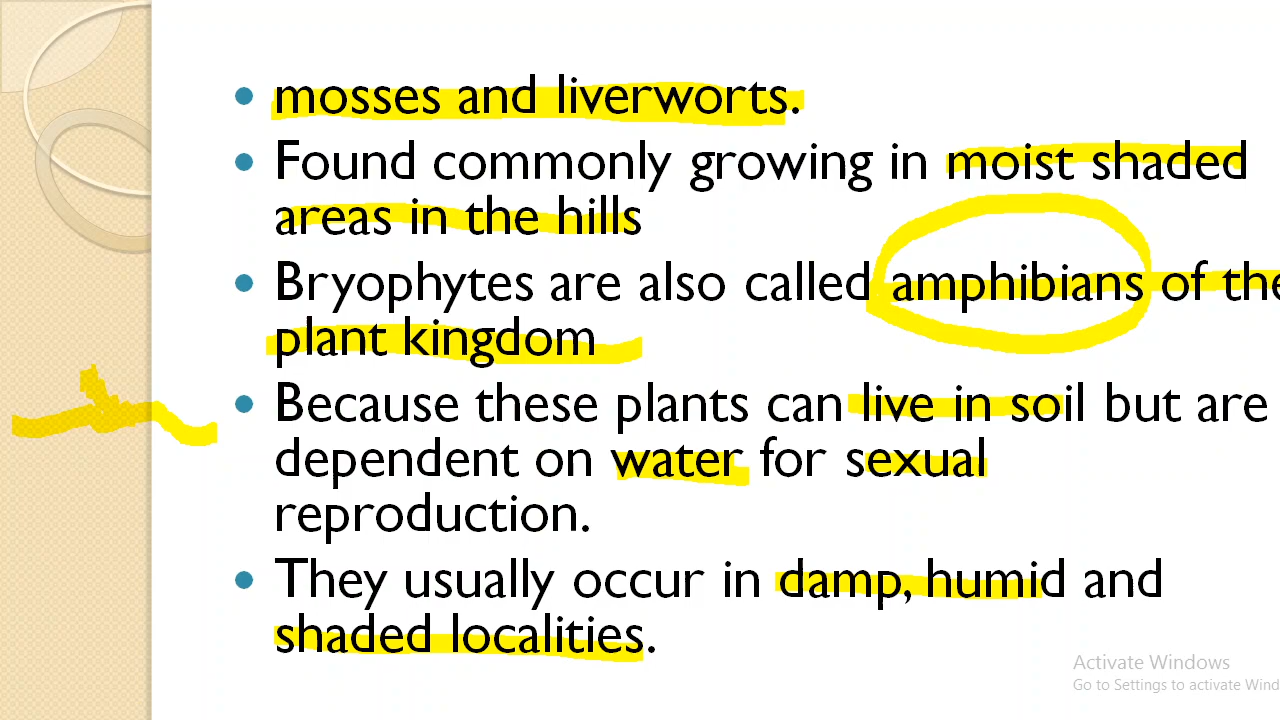 mosses and liverworts.
Found commonly growing in moist shaded
areas in the hills
Bryophytes are also called amphibians of the
plant kingdom
Because these plants can live in soil but are
dependent on water for sexual
reproduction.
They usually occur in damp, humid and
shaded localities.
Activate Windows
Go to Settings to activate Wind